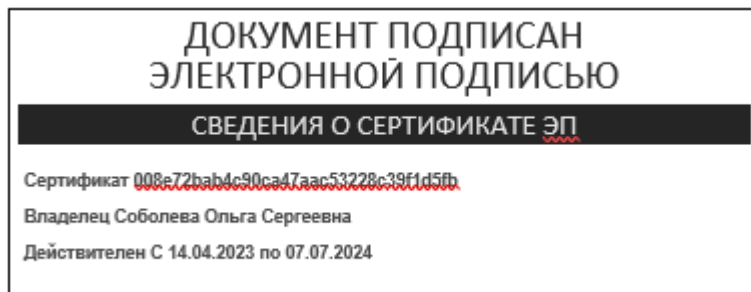 ДОКУМЕНТ ПОДПИСАН
ЭЛЕКТРОННОЙ ПОДПИСЬЮ
СВЕДЕНИЯ О СЕРТИФИКАТЕ ЭП
Сертификат 008e72bab4c90ca47aac53228c39f1d5fb
Владелец Соболева Ольга Сергеевна
Действителен С 14.04.2023 по 07.07.2024